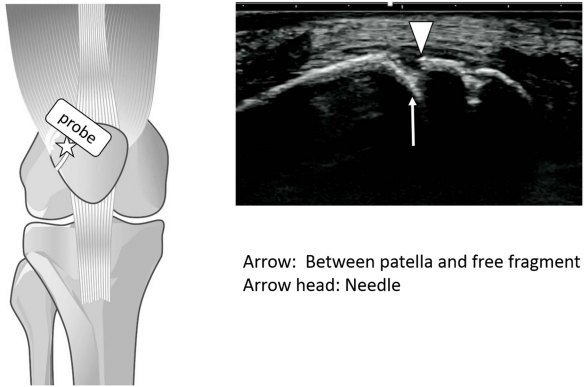 probe
Arrow:  Between patella and free fragment
Arrow head: Needle